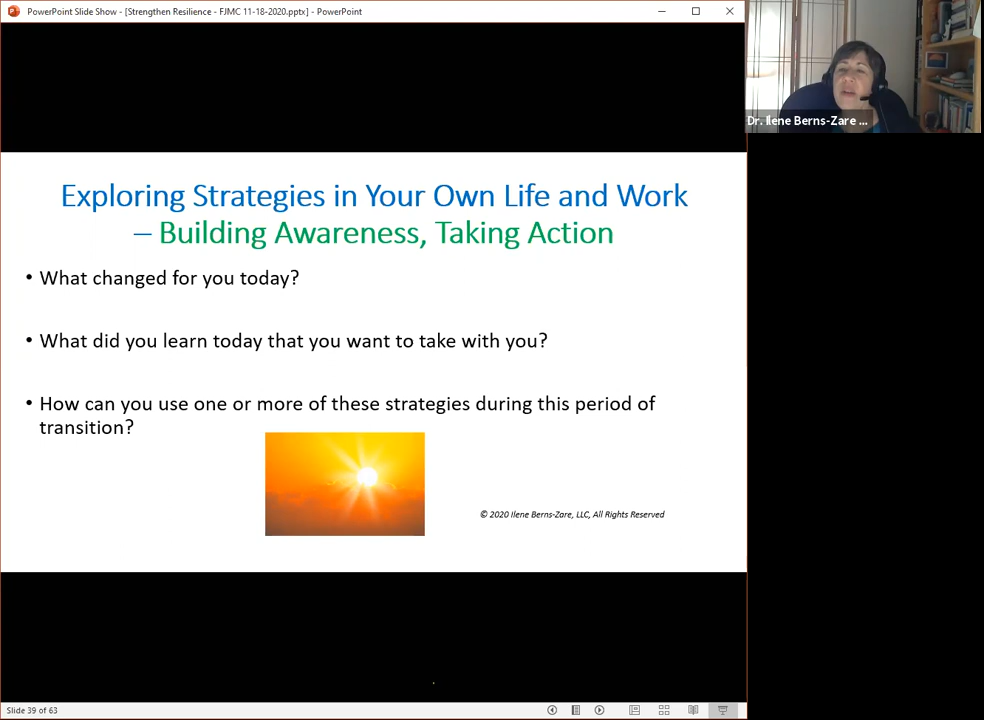 PowerPoint Slide Show - [Strengthen Resilience - FJMC 11-18-2020.pptx] - PowerPoint
Dr. Ilene Berns-Zare ...
Exploring Strategies in Your Own Life and Work
– Building Awareness, Taking Action
• What changed for you today?
• What did you learn today that you want to take with you?
• How can you use one or more of these strategies during this period of
transition?
© 2020 Ilene Berns-Zare, LLC, All Rights Reserved
Slide 39 of 63